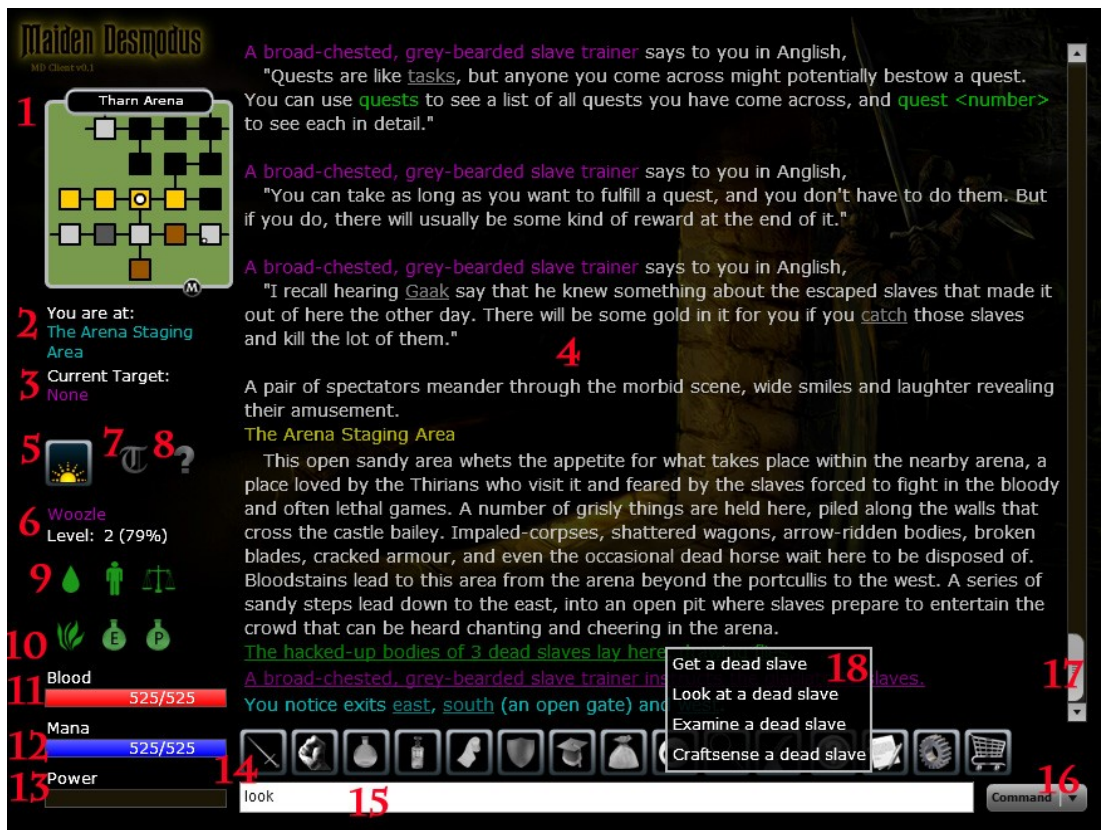 Maiden Desmodus
MD Client v0.1
1
Tharn Arena
M
2
You are at:
The Arena Staging
Area
3
Current Target:
None
5
7
T
8
?
6
Woozle
Level: 2 (79%)
9
10
E
P
11
Blood
525/525
12
Mana
525/525
13
Power
A broad-chested, grey-bearded slave trainer says to you in Anglish,
"Quests are like tasks, but anyone you come across might potentially bestow a quest.
You can use quests to see a list of all quests you have come across, and quest <number>
to see each in detail."
A broad-chested, grey-bearded slave trainer says to you in Anglish,
"You can take as long as you want to fulfill a quest, and you don't have to do them. But
if you do, there will usually be some kind of reward at the end of it."
A broad-chested, grey-bearded slave trainer says to you in Anglish,
"I recall hearing Gaak say that he knew something about the escaped slaves that made it
out of here the other day. There will be some gold in it for you if you catch those slaves
and kill the lot of them."
4
A pair of spectators meander through the morbid scene, wide smiles and laughter revealing
their amusement.
The Arena Staging Area
This open sandy area whets the appetite for what takes place within the nearby arena, a
place loved by the Thirians who visit it and feared by the slaves forced to fight in the bloody
and often lethal games. A number of grisly things are held here, piled along the walls that
cross the castle bailey. Impaled-corpses, shattered wagons, arrow-ridden bodies, broken
blades, cracked armour, and even the occasional dead horse wait here to be disposed of.
Bloodstains lead to this area from the arena beyond the portcullis to the west. A series of
sandy steps lead down to the east, into an open pit where slaves prepare to entertain the
crowd that can be heard chanting and cheering in the arena.
The hacked-up bodies of 3 dead slaves lay here
A broad-chested, grey-bearded slave trainer slaves.
You notice exits east, south (an open gate) and
Get a dead slave
18
Look at a dead slave
Examine a dead slave
Craftsense a dead slave
17
14
look
15
16
Command